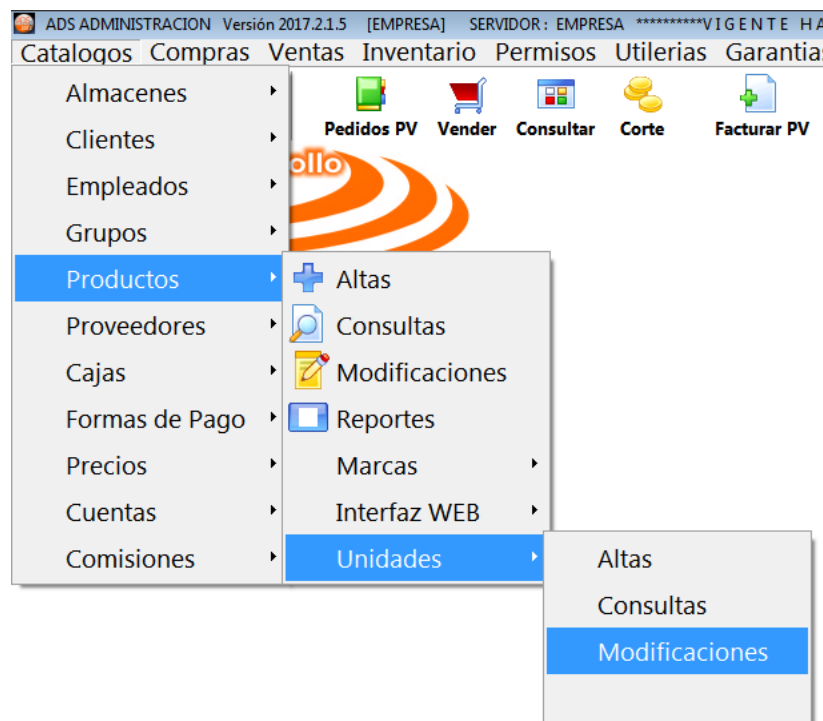 ADS ADMINISTRACION Versión 2017.2.1.5 [EMPRESA] SERVIDOR : EMPRESA **********V I G E N T E H A
Catalogos Compras Ventas Inventario Permisos Utilerias Garantias
Pedidos PV Vender Consultar Corte Facturar PV
ollo
Almacenes
Clientes
Empleados
Grupos
Productos
Proveedores
Cajas
Formas de Pago
Precios
Cuentas
Comisiones
Altas
Consultas
Modificaciones
Reportes
Marcas
Interfaz WEB
Unidades
Altas
Consultas
Modificaciones